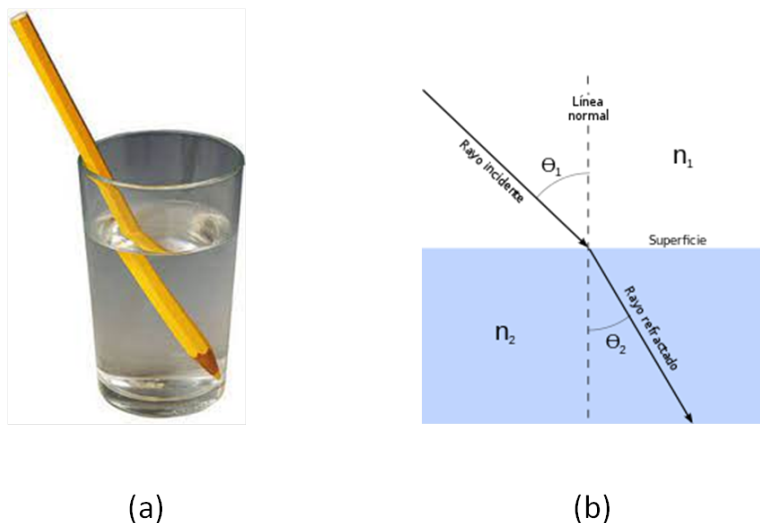 Línea
normal
Rayo incidente
Θ₁
n₁
Superficie
n₂
Θ₂
Rayo refractado
(a)
(b)